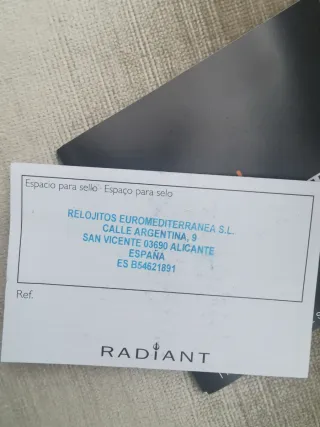 Espacio para sello - Espaço para selo
RELOJITOS EUROMEDITERRANEA S.L.
CALLE ARGENTINA, 9
SAN VICENTE 03690 ALICANTE
ESPAÑA
ES B54621891
Ref.
RADIANT